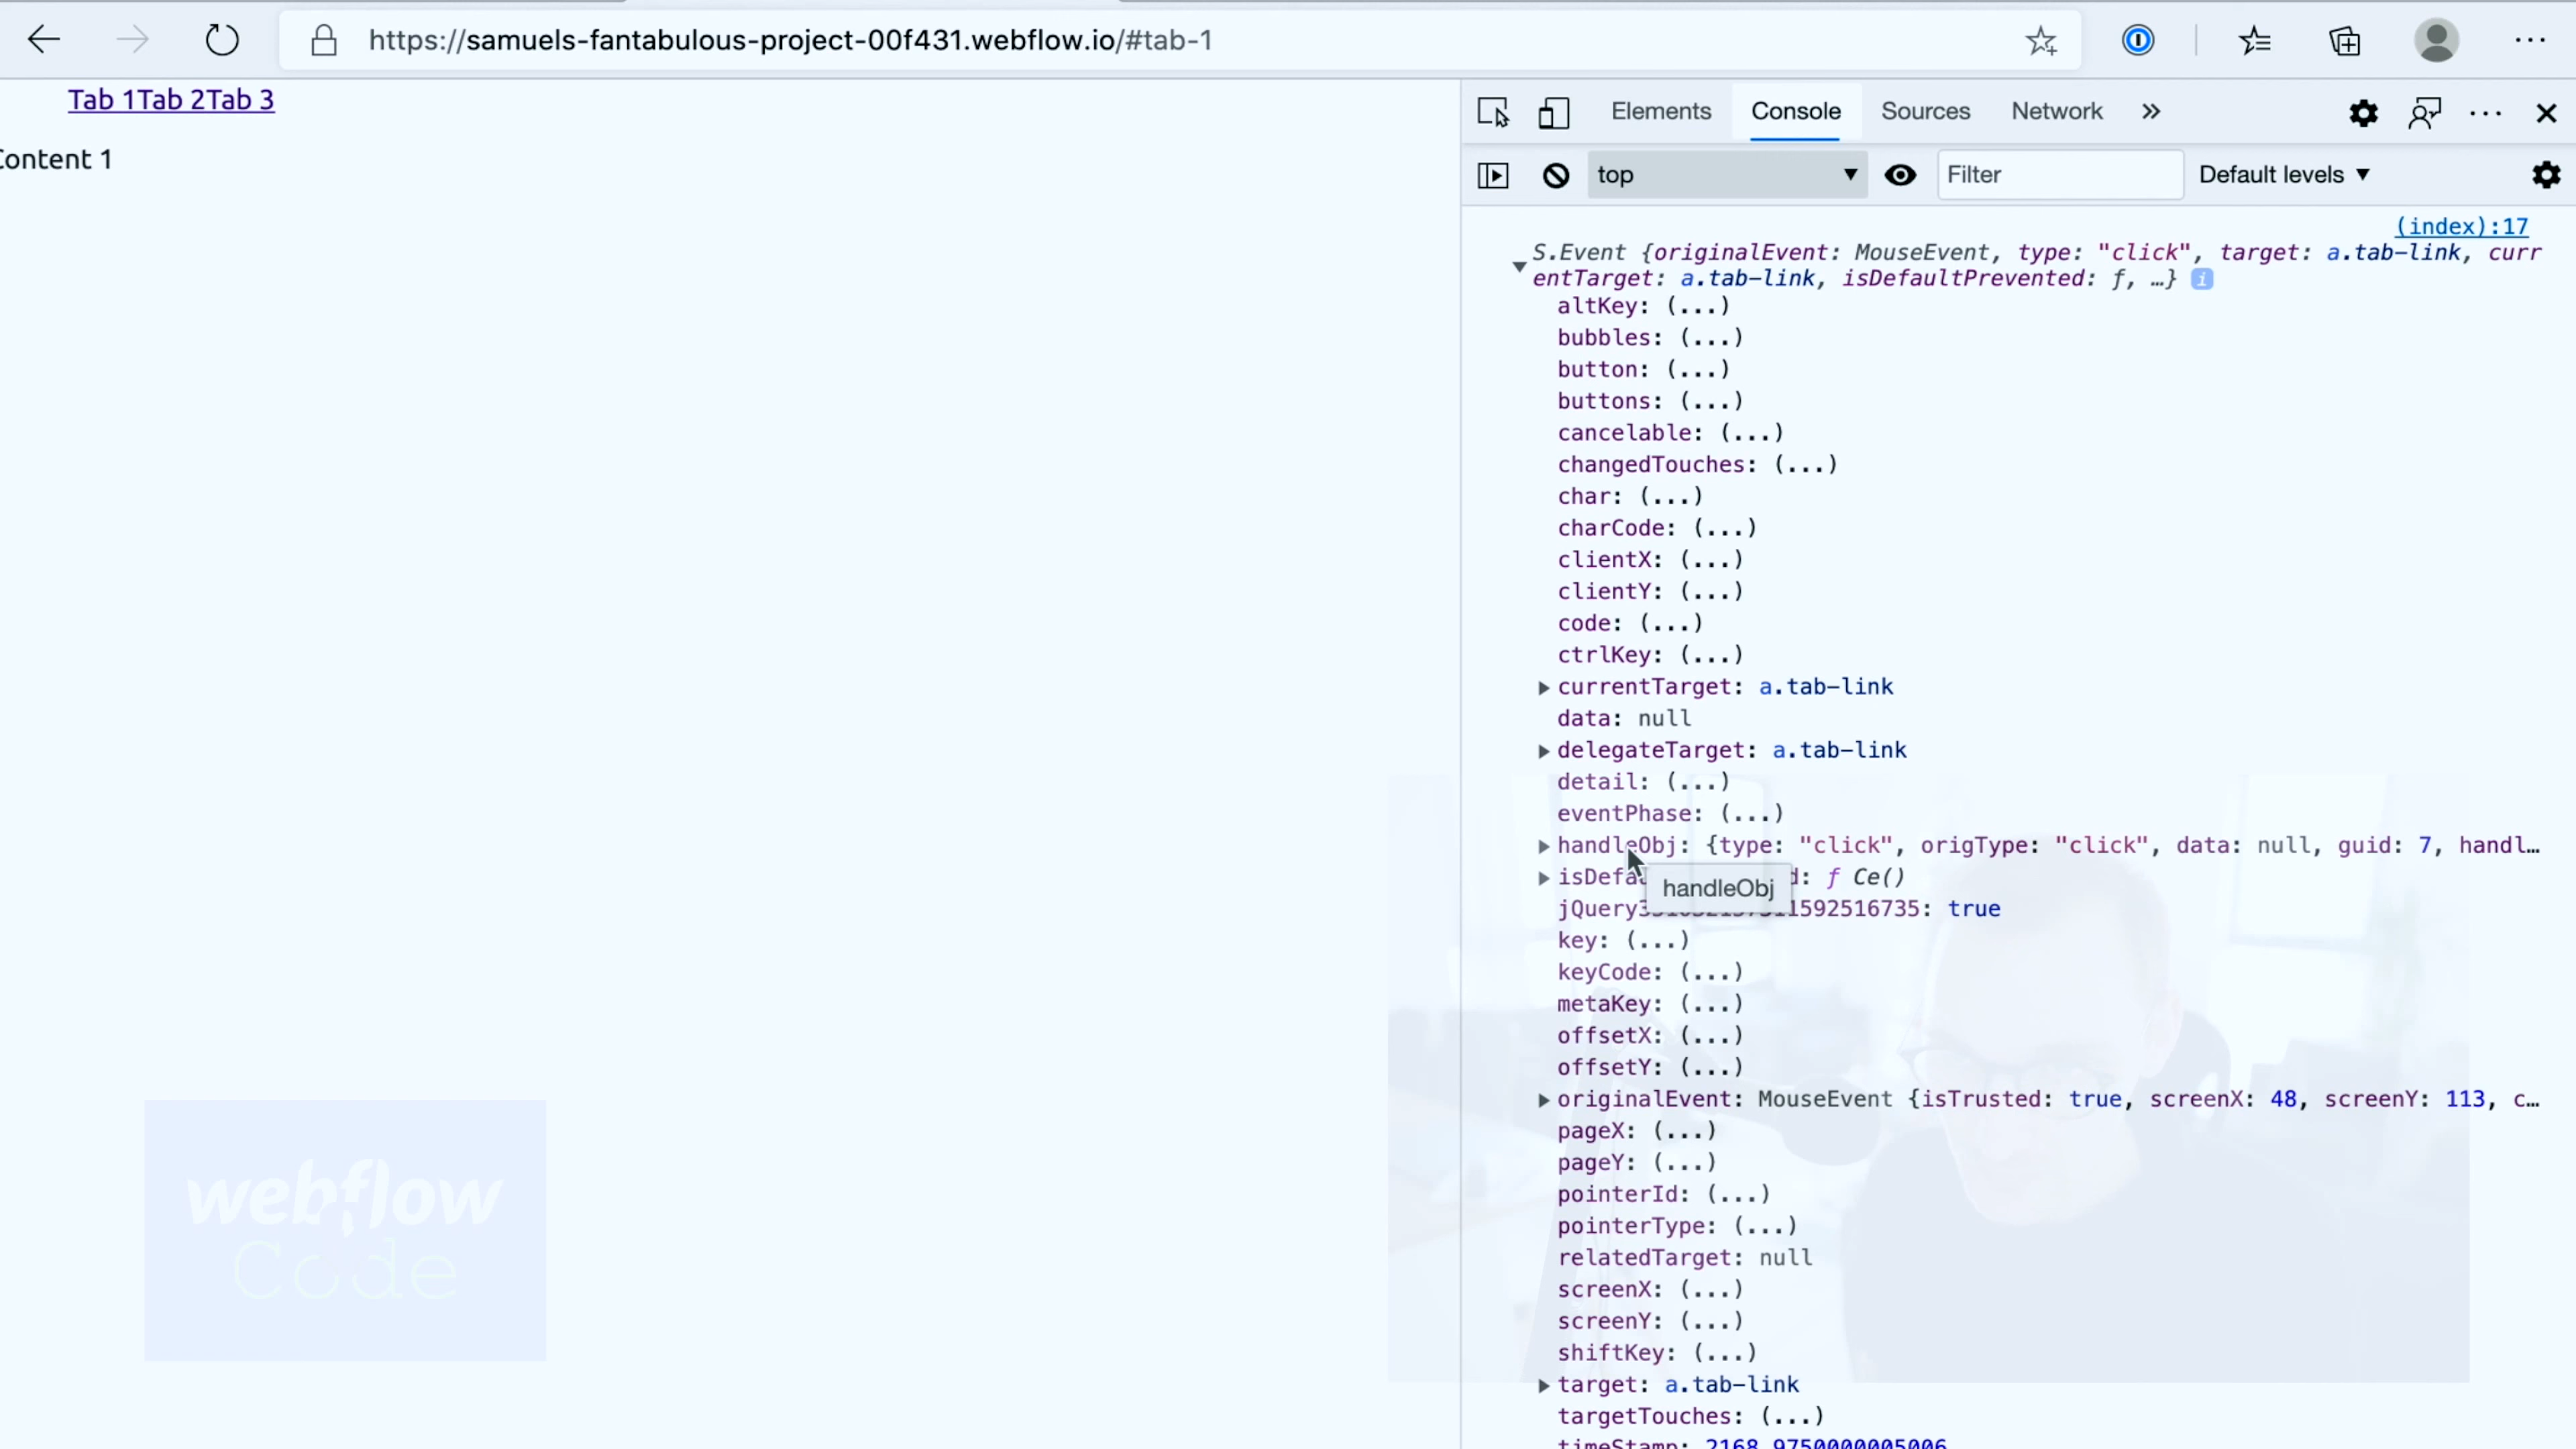 https://samuels-fantabulous-project-00f431.webflow.io/#tab-1
Tab 1Tab 2Tab 3
Content 1
Elements Console Sources Network
top Filter Default levels
(index):17
S.Event {originalEvent: MouseEvent, type: "click", target: a.tab-link, curr
entTarget: a.tab-link, isDefaultPrevented: ƒ, …}
altKey: (...)
bubbles: (...)
button: (...)
buttons: (...)
cancelable: (...)
changedTouches: (...)
char: (...)
charCode: (...)
clientX: (...)
clientY: (...)
code: (...)
ctrlKey: (...)
currentTarget: a.tab-link
data: null
delegateTarget: a.tab-link
detail: (...)
eventPhase: (...)
handleObj: {type: "click", origType: "click", data: null, guid: 7, handl…
ƒ Ce()
handleObj
true
key: (...)
keyCode: (...)
metaKey: (...)
offsetX: (...)
offsetY: (...)
originalEvent: MouseEvent {isTrusted: true, screenX: 48, screenY: 113, c…
pageX: (...)
pageY: (...)
pointerId: (...)
pointerType: (...)
relatedTarget: null
screenX: (...)
screenY: (...)
shiftKey: (...)
target: a.tab-link
targetTouches: (...)
timeStamp: 2168.9750000005006
webflow
Code